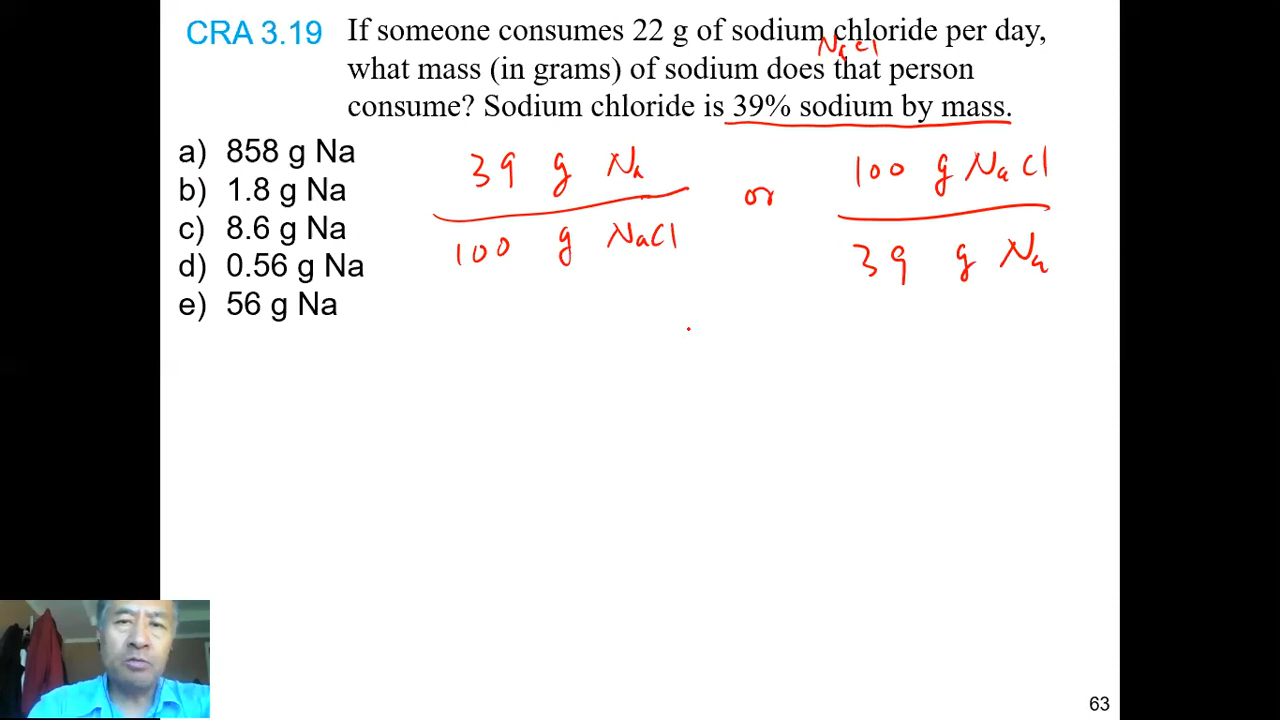 CRA 3.19 If someone consumes 22 g of sodium chloride per day,
NaCl
what mass (in grams) of sodium does that person
consume? Sodium chloride is 39% sodium by mass.
a) 858 g Na
b) 1.8 g Na
c) 8.6 g Na
d) 0.56 g Na
e) 56 g Na
39 g Na
100 g NaCl
or
100 g NaCl
39 g Na
63